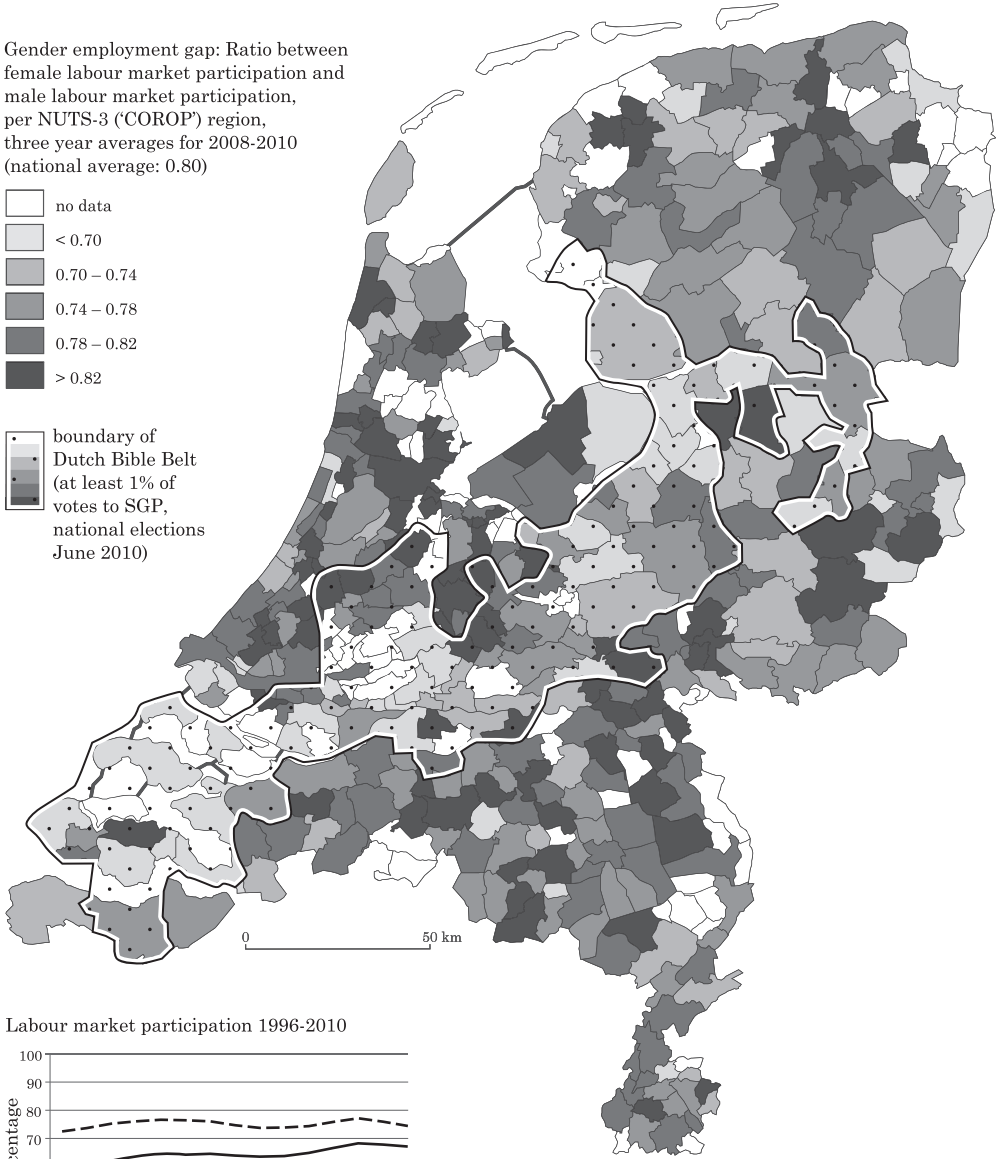 Gender employment gap: Ratio between
female labour market participation and
male labour market participation,
per NUTS-3 (‘COROP’) region,
three year averages for 2008-2010
(national average: 0.80)
no data
< 0.70
0.70 – 0.74
0.74 – 0.78
0.78 – 0.82
> 0.82
boundary of
Dutch Bible Belt
(at least 1% of
votes to SGP,
national elections
June 2010)
0 50 km
Labour market participation 1996-2010
100
90
80
70